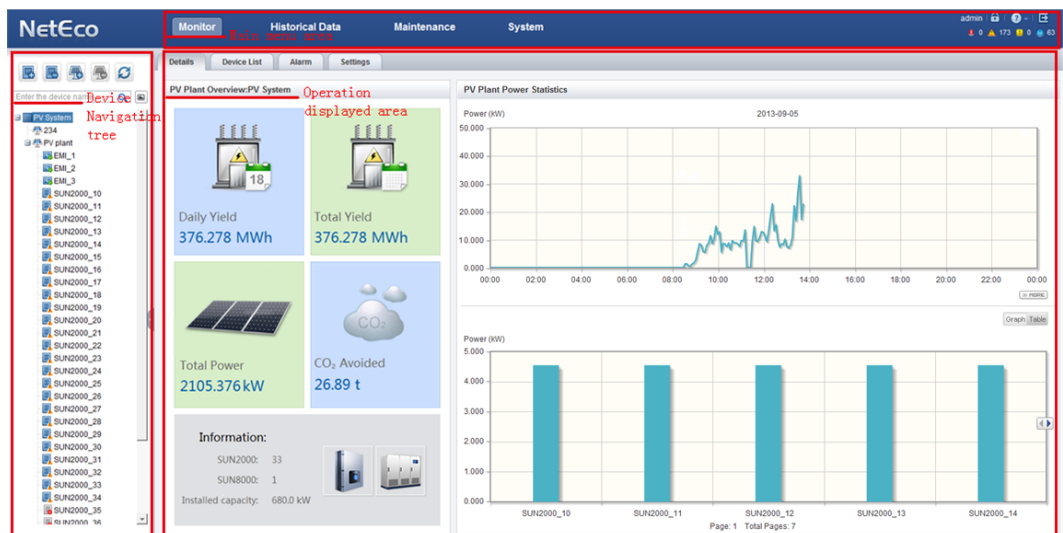 NetEco
Monitor
Historical Data
Maintenance
System
admin
0 173 0 63
Main menu area
Details
Device List
Alarm
Settings
Enter the device nam
Device
Navigation
tree
PV System
234
PV plant
EMI_1
EMI_2
EMI_3
SUN2000_10
SUN2000_11
SUN2000_12
SUN2000_13
SUN2000_14
SUN2000_15
SUN2000_16
SUN2000_17
SUN2000_18
SUN2000_19
SUN2000_20
SUN2000_21
SUN2000_22
SUN2000_23
SUN2000_24
SUN2000_25
SUN2000_26
SUN2000_27
SUN2000_28
SUN2000_29
SUN2000_30
SUN2000_31
SUN2000_32
SUN2000_33
SUN2000_34
SUN2000_35
SUN2000_36
PV Plant Overview:PV System
Operation
displayed area
18
Daily Yield
376.278 MWh
Total Yield
376.278 MWh
Total Power
2105.376kW
CO₂
CO₂ Avoided
26.89 t
Information:
SUN2000: 33
SUN8000: 1
Installed capacity: 680.0 kW
PV Plant Power Statistics
Power (kW)
2013-09-05
50.000
40.000
30.000
20.000
10.000
0.000
00:00 02:00 04:00 06:00 08:00 10:00 12:00 14:00 16:00 18:00 20:00 22:00 00:00
» MORE
Graph Table
Power (kW)
5.000
4.000
3.000
2.000
1.000
0.000
SUN2000_10 SUN2000_11 SUN2000_12 SUN2000_13 SUN2000_14
Page: 1 Total Pages: 7